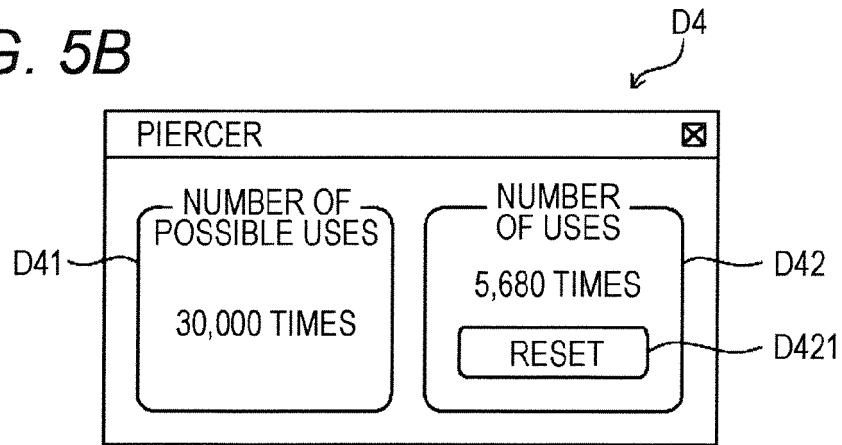 G. 5B
D4
PIERCER
NUMBER OF
POSSIBLE USES
30,000 TIMES
D41
NUMBER
OF USES
5,680 TIMES
RESET
D42
D421